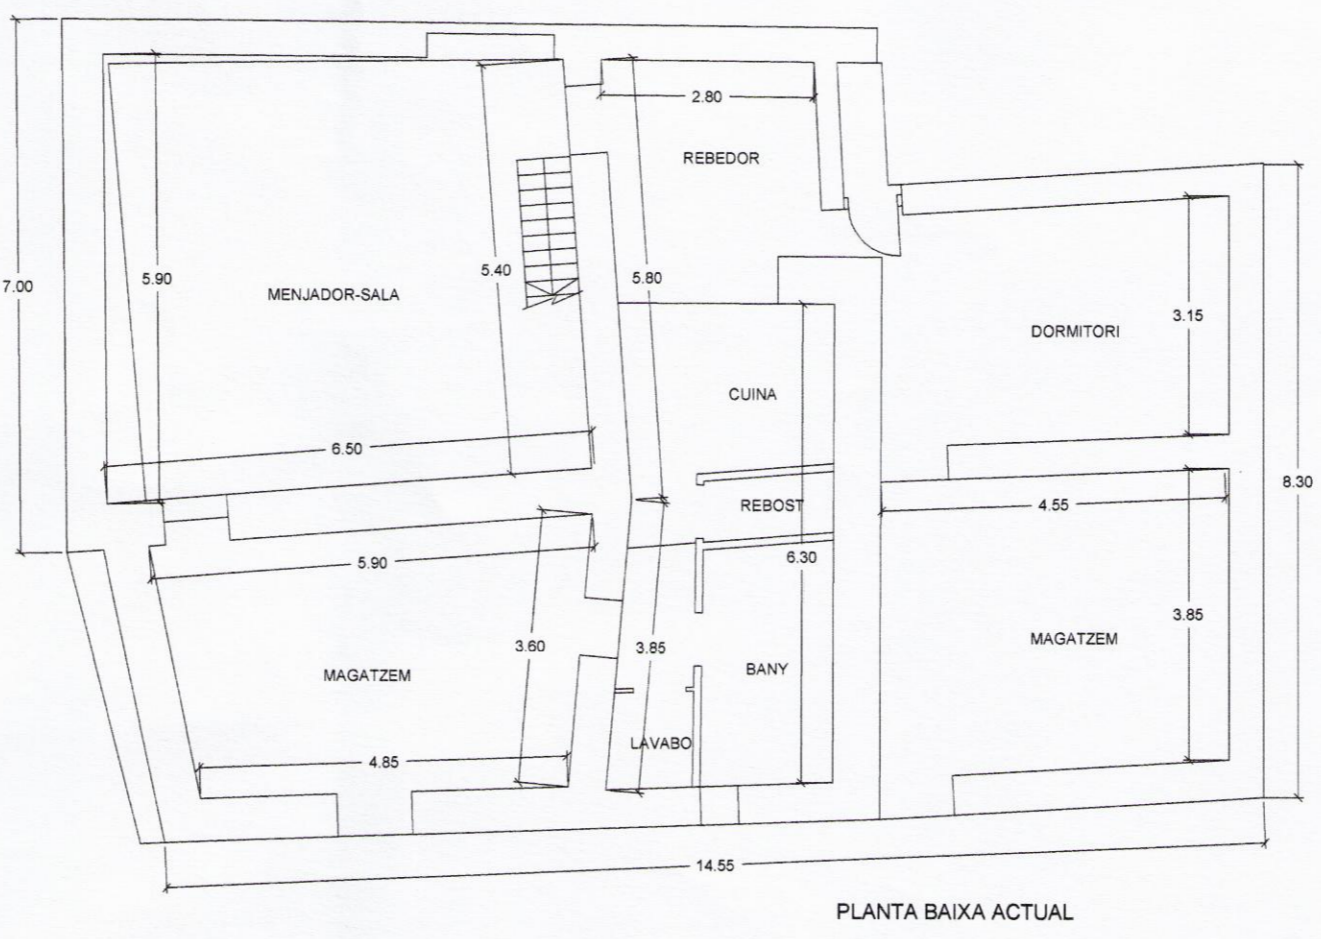 2.80
REBEDOR
7.00
5.90
MENJADOR-SALA
5.40
5.80
3.15
DORMITORI
CUINA
6.50
REBOST
4.55
8.30
5.90
6.30
3.60
3.85
3.85
MAGATZEM
BANY
MAGATZEM
LAVABO
4.85
14.55
PLANTA BAIXA ACTUAL